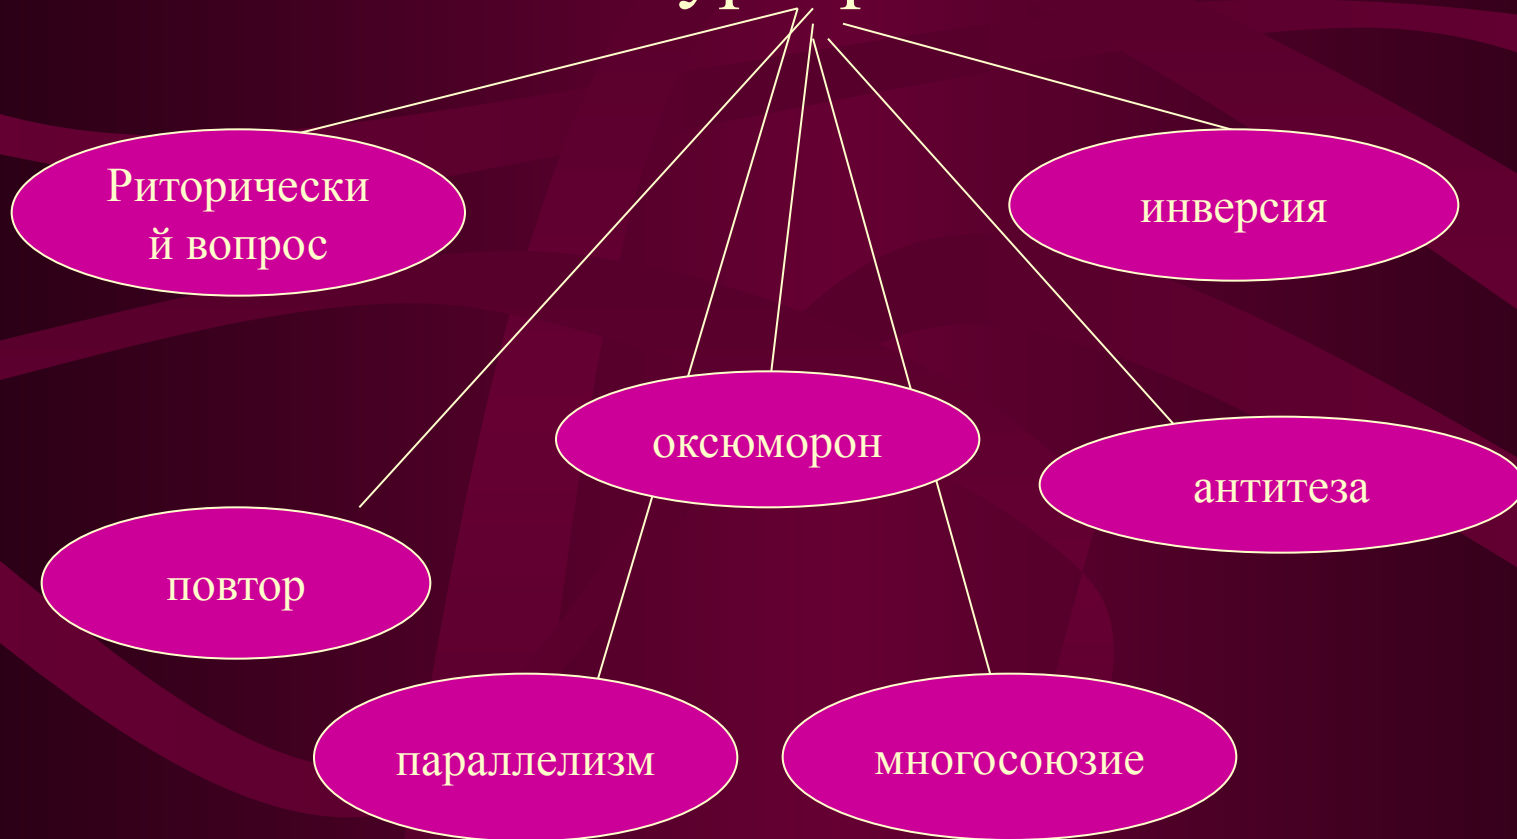 Риторически
й вопрос
инверсия
оксюморон
антитеза
повтор
параллелизм
многосоюзие